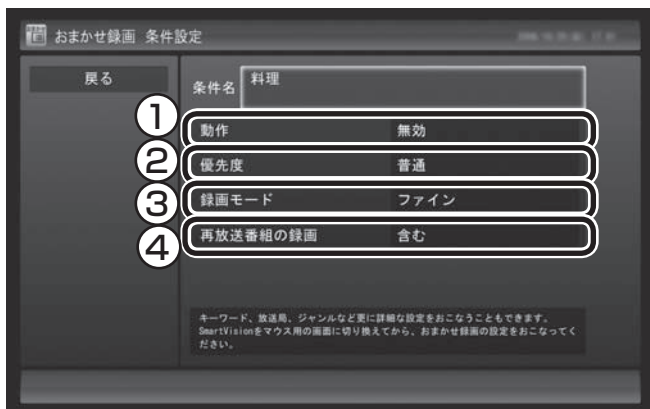 おまかせ録画 条件設定
戻る
条件名 料理
① 動作 無効
② 優先度 普通
③ 録画モード ファイン
④ 再放送番組の録画 含む
キーワード、放送局、ジャンルなど更に詳細な設定をおこなうこともできます。
SmartVisionをマウス用の画面に切り換えてから、おまかせ録画の設定をおこなってく
ださい。